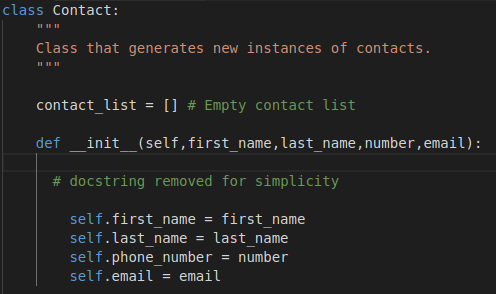 class Contact:
    """
    Class that generates new instances of contacts.
    """

    contact_list = [] # Empty contact list

    def __init__(self,first_name,last_name,number,email):

      # docstring removed for simplicity

        self.first_name = first_name
        self.last_name = last_name
        self.phone_number = number
        self.email = email